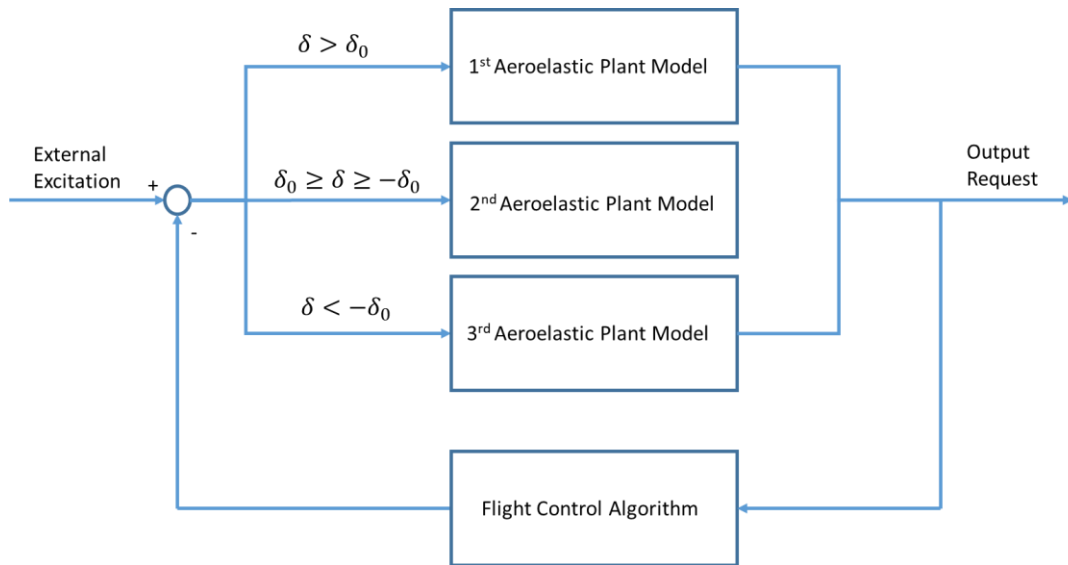 δ > δ₀
1st Aeroelastic Plant Model
External
Excitation
+
-
δ₀ ≥ δ ≥ −δ₀
2nd Aeroelastic Plant Model
Output
Request
δ < −δ₀
3rd Aeroelastic Plant Model
Flight Control Algorithm